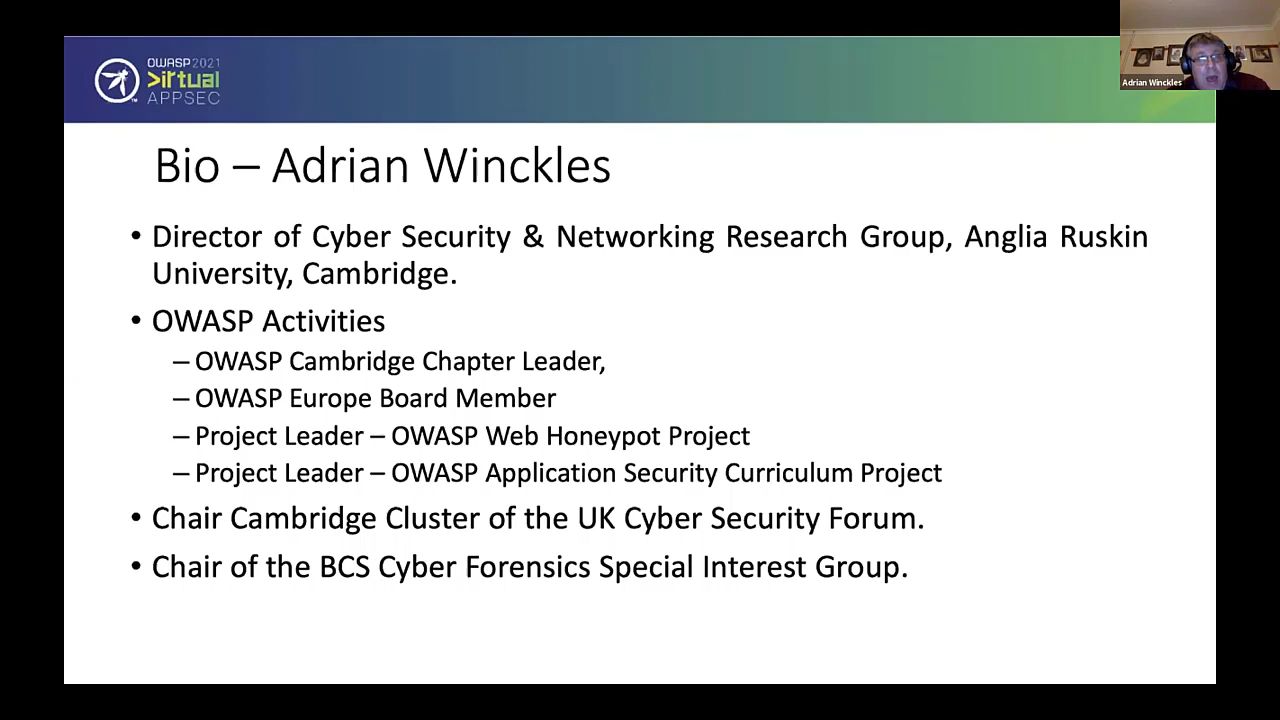 OWASP 2021
>irtual
APPSEC
Adrian Winckles
Bio – Adrian Winckles
• Director of Cyber Security & Networking Research Group, Anglia Ruskin
University, Cambridge.
• OWASP Activities
– OWASP Cambridge Chapter Leader,
– OWASP Europe Board Member
– Project Leader – OWASP Web Honeypot Project
– Project Leader – OWASP Application Security Curriculum Project
• Chair Cambridge Cluster of the UK Cyber Security Forum.
• Chair of the BCS Cyber Forensics Special Interest Group.